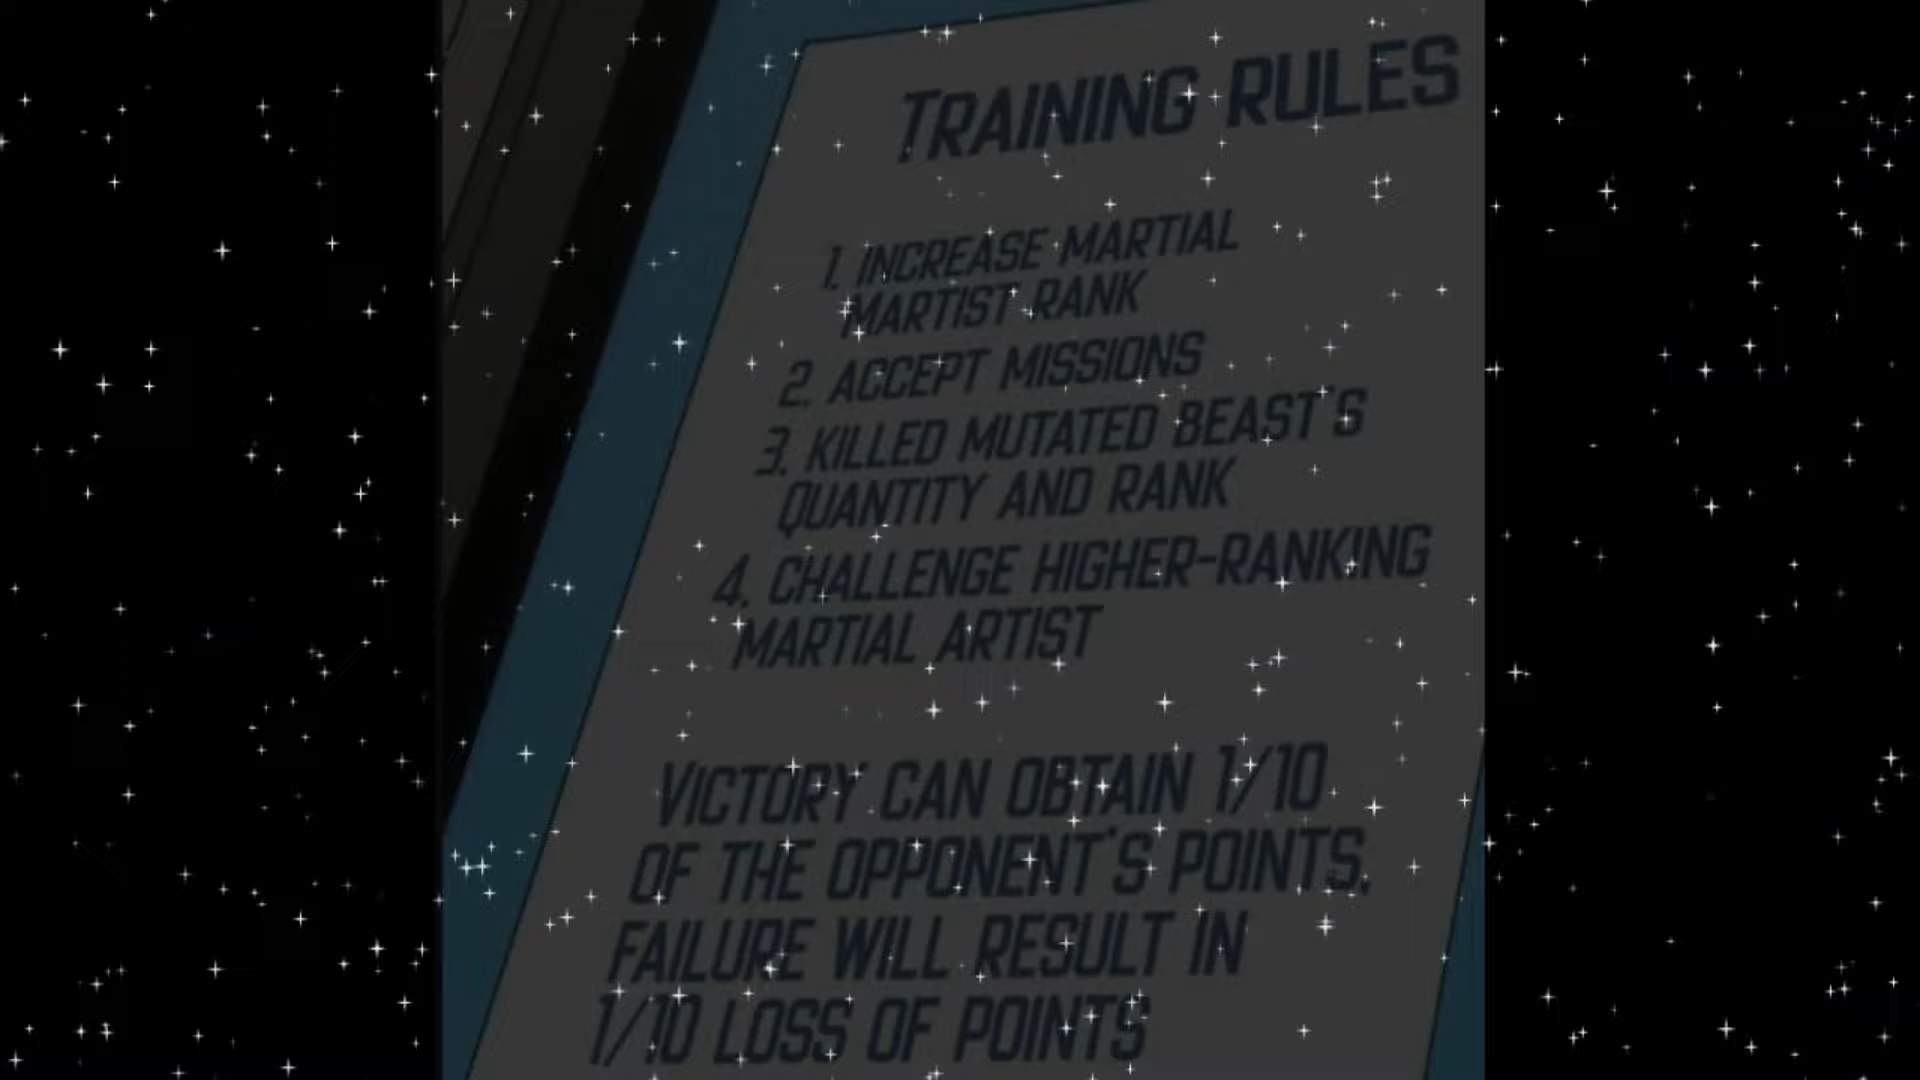 TRAINING RULES
1. INCREASE MARTIAL
MARTIST RANK
2. ACCEPT MISSIONS
3. KILLED MUTATED BEAST'S
QUANTITY AND RANK
4. CHALLENGE HIGHER-RANKING
MARTIAL ARTIST
VICTORY CAN OBTAIN 1/10
OF THE OPPONENT'S POINTS.
FAILURE WILL RESULT IN
1/10 LOSS OF POINTS